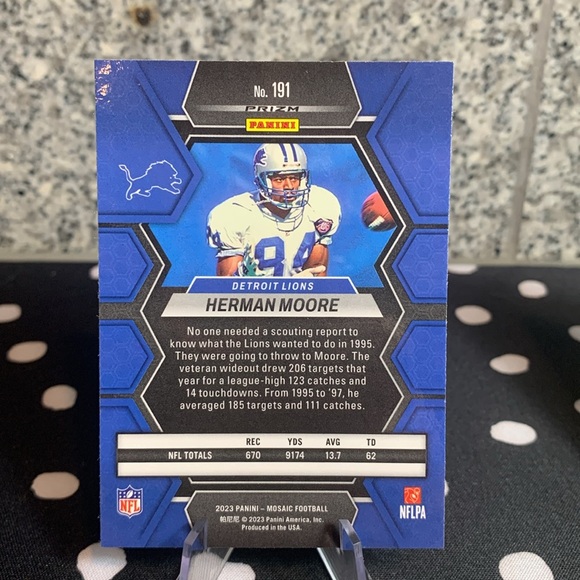 No. 191
PRIZM
PANINI
94
DETROIT LIONS
HERMAN MOORE
No one needed a scouting report to
know what the Lions wanted to do in 1995.
They were going to throw to Moore. The
veteran wideout drew 206 targets that
year for a league-high 123 catches and
14 touchdowns. From 1995 to '97, he
averaged 185 targets and 111 catches.
REC YDS AVG TD
NFL TOTALS 670 9174 13.7 62
NFL
2023 PANINI – MOSAIC FOOTBALL
帕尼尼 © 2023 Panini America, Inc.
Produced in the USA.
NFLPA